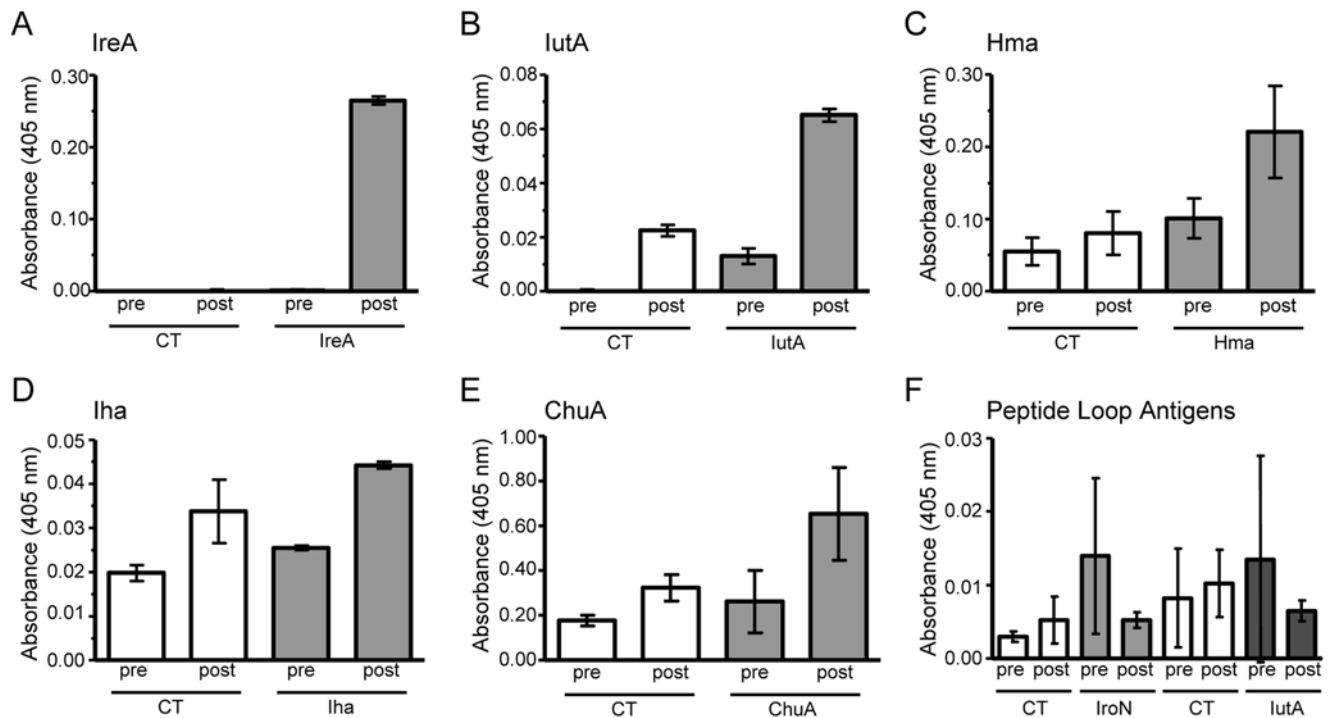 A
IreA
Absorbance (405 nm)
0.30
0.20
0.10
0.00
pre post pre post
CT IreA
B
IutA
Absorbance (405 nm)
0.08
0.06
0.04
0.02
0.00
pre post pre post
CT IutA
C
Hma
Absorbance (405 nm)
0.30
0.20
0.10
0.00
pre post pre post
CT Hma
D
Iha
Absorbance (405 nm)
0.05
0.04
0.03
0.02
0.01
0.00
pre post pre post
CT Iha
E
ChuA
Absorbance (405 nm)
1.00
0.80
0.60
0.40
0.20
0.00
pre post pre post
CT ChuA
F
Peptide Loop Antigens
Absorbance (405 nm)
0.03
0.02
0.01
0.00
pre post pre post pre post pre post
CT IroN CT IutA